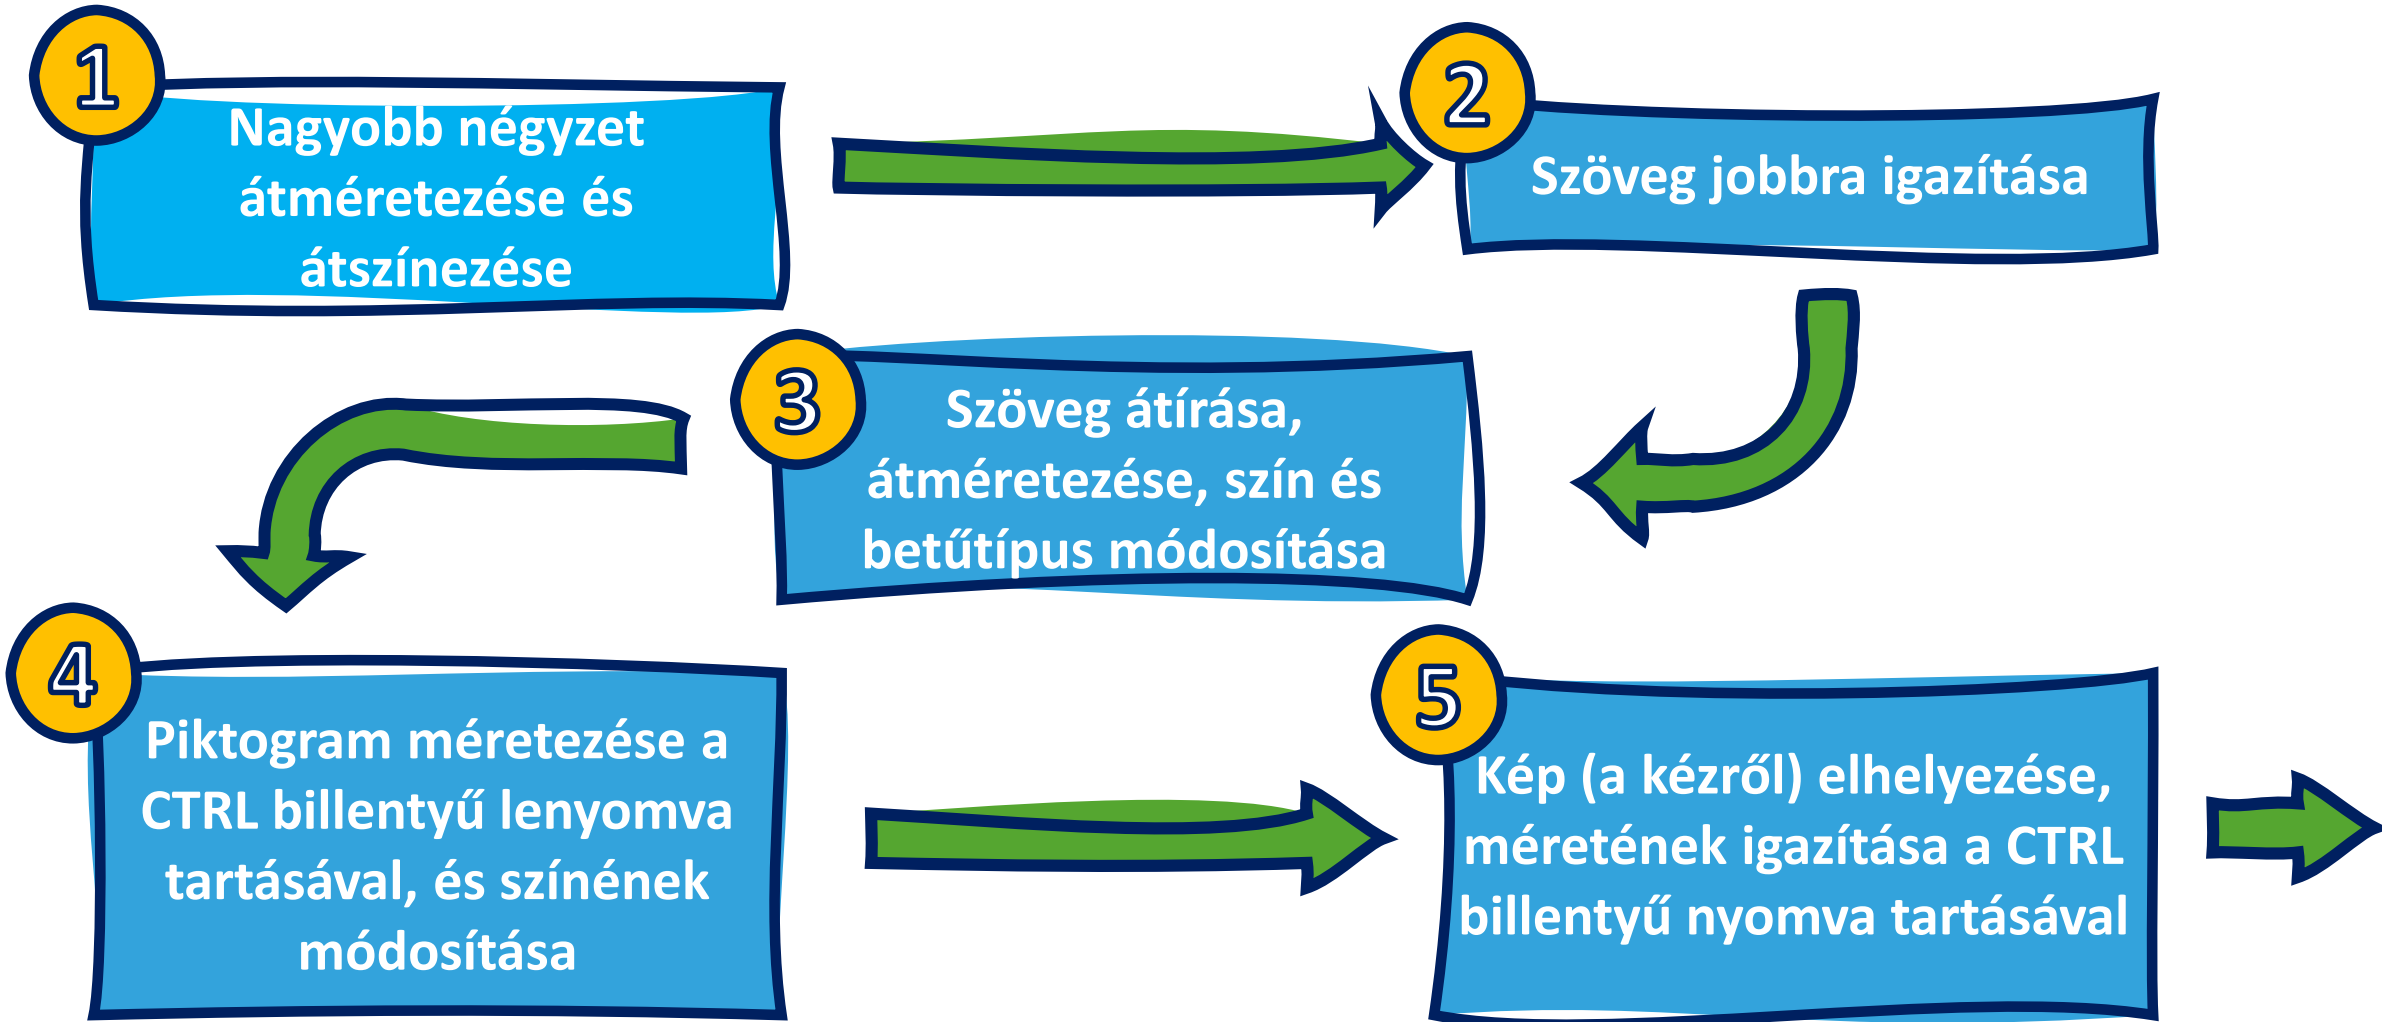 1
Nagyobb négyzet
átméretezése és
átszínezése
2
Szöveg jobbra igazítása
3
Szöveg átírása,
átméretezése, szín és
betűtípus módosítása
4
Piktogram méretezése a
CTRL billentyű lenyomva
tartásával, és színének
módosítása
5
Kép (a kézről) elhelyezése,
méretének igazítása a CTRL
billentyű nyomva tartásával